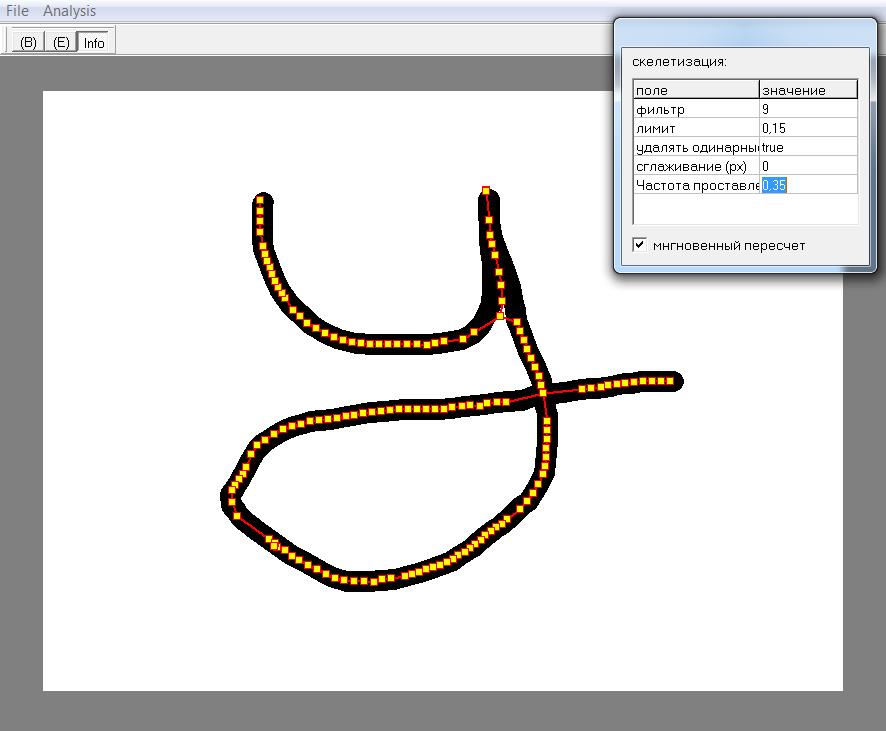 File Analysis
(B) (E) Info
скелетизация:
поле значение
фильтр 9
лимит 0,15
удалять одинарны true
сглаживание (px) 0
Частота проставле 0,35
мнгновенный пересчет
у